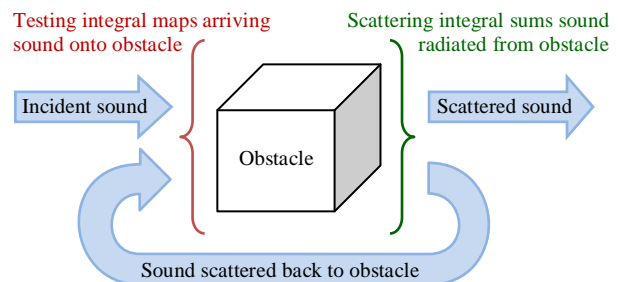 Testing integral maps arriving
sound onto obstacle
Scattering integral sums sound
radiated from obstacle
Incident sound
Scattered sound
Obstacle
Sound scattered back to obstacle